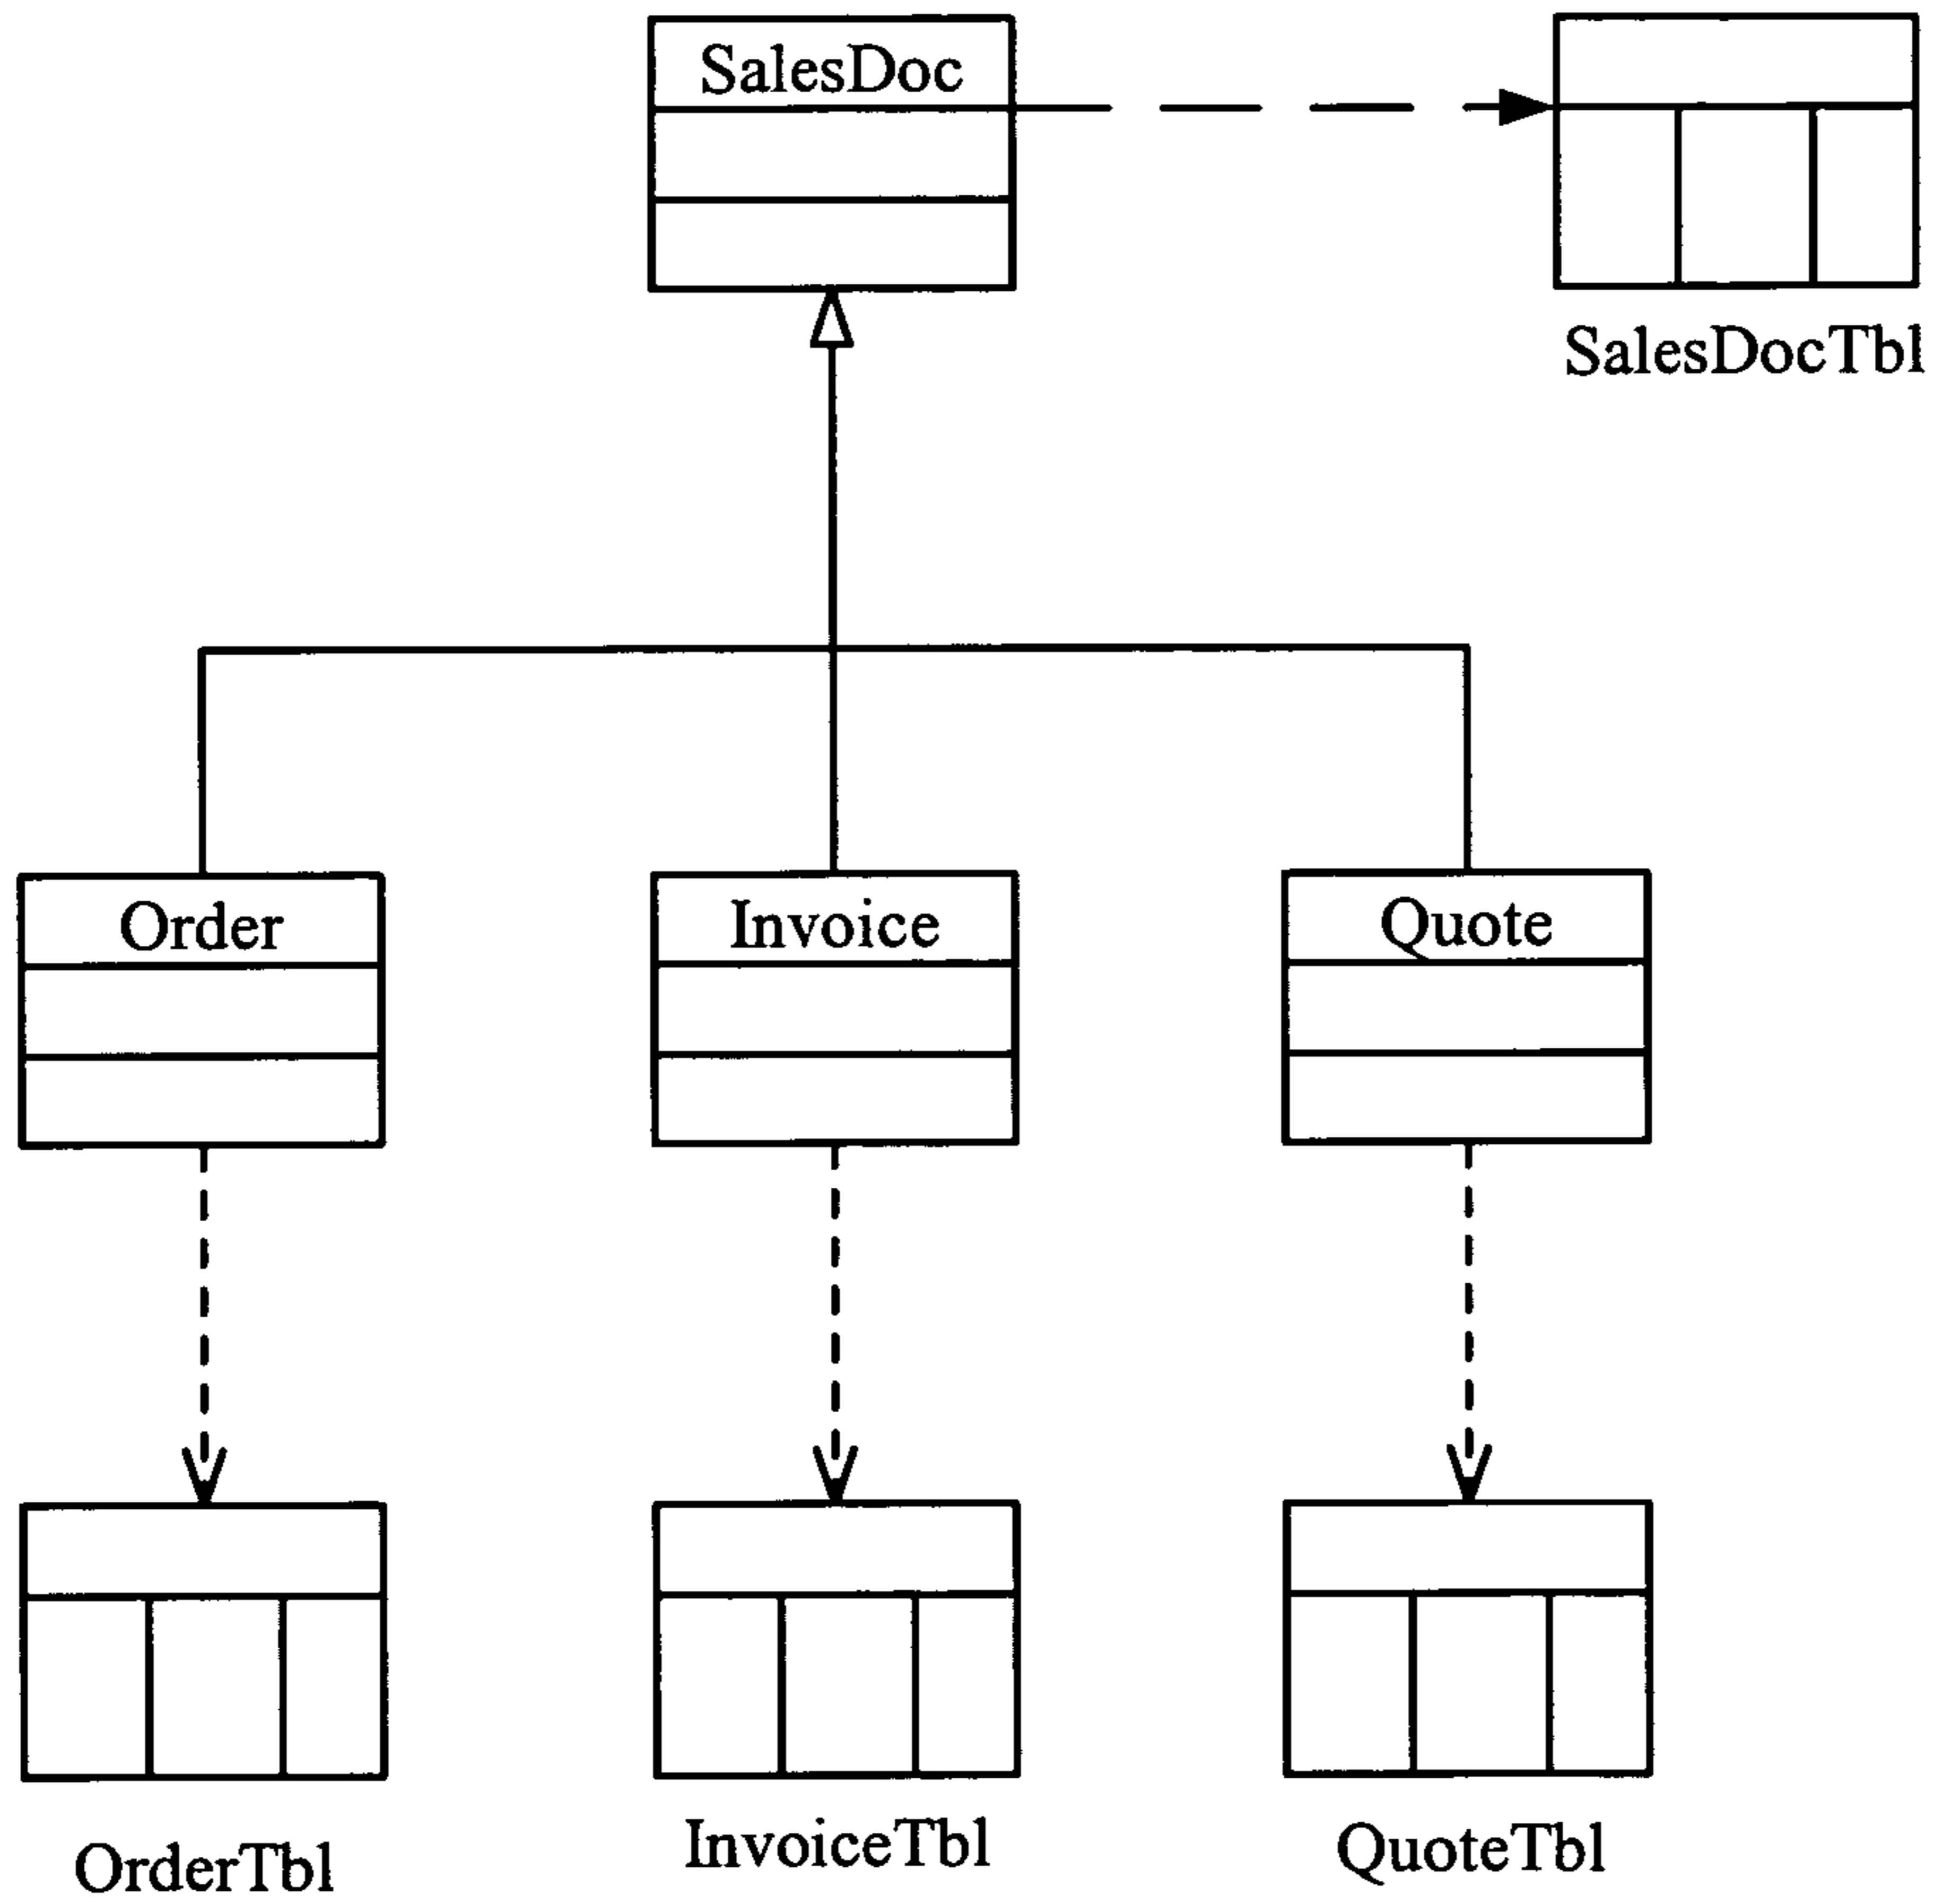 SalesDoc
SalesDocTbl
Order
Invoice
Quote
OrderTbl
InvoiceTbl
QuoteTbl